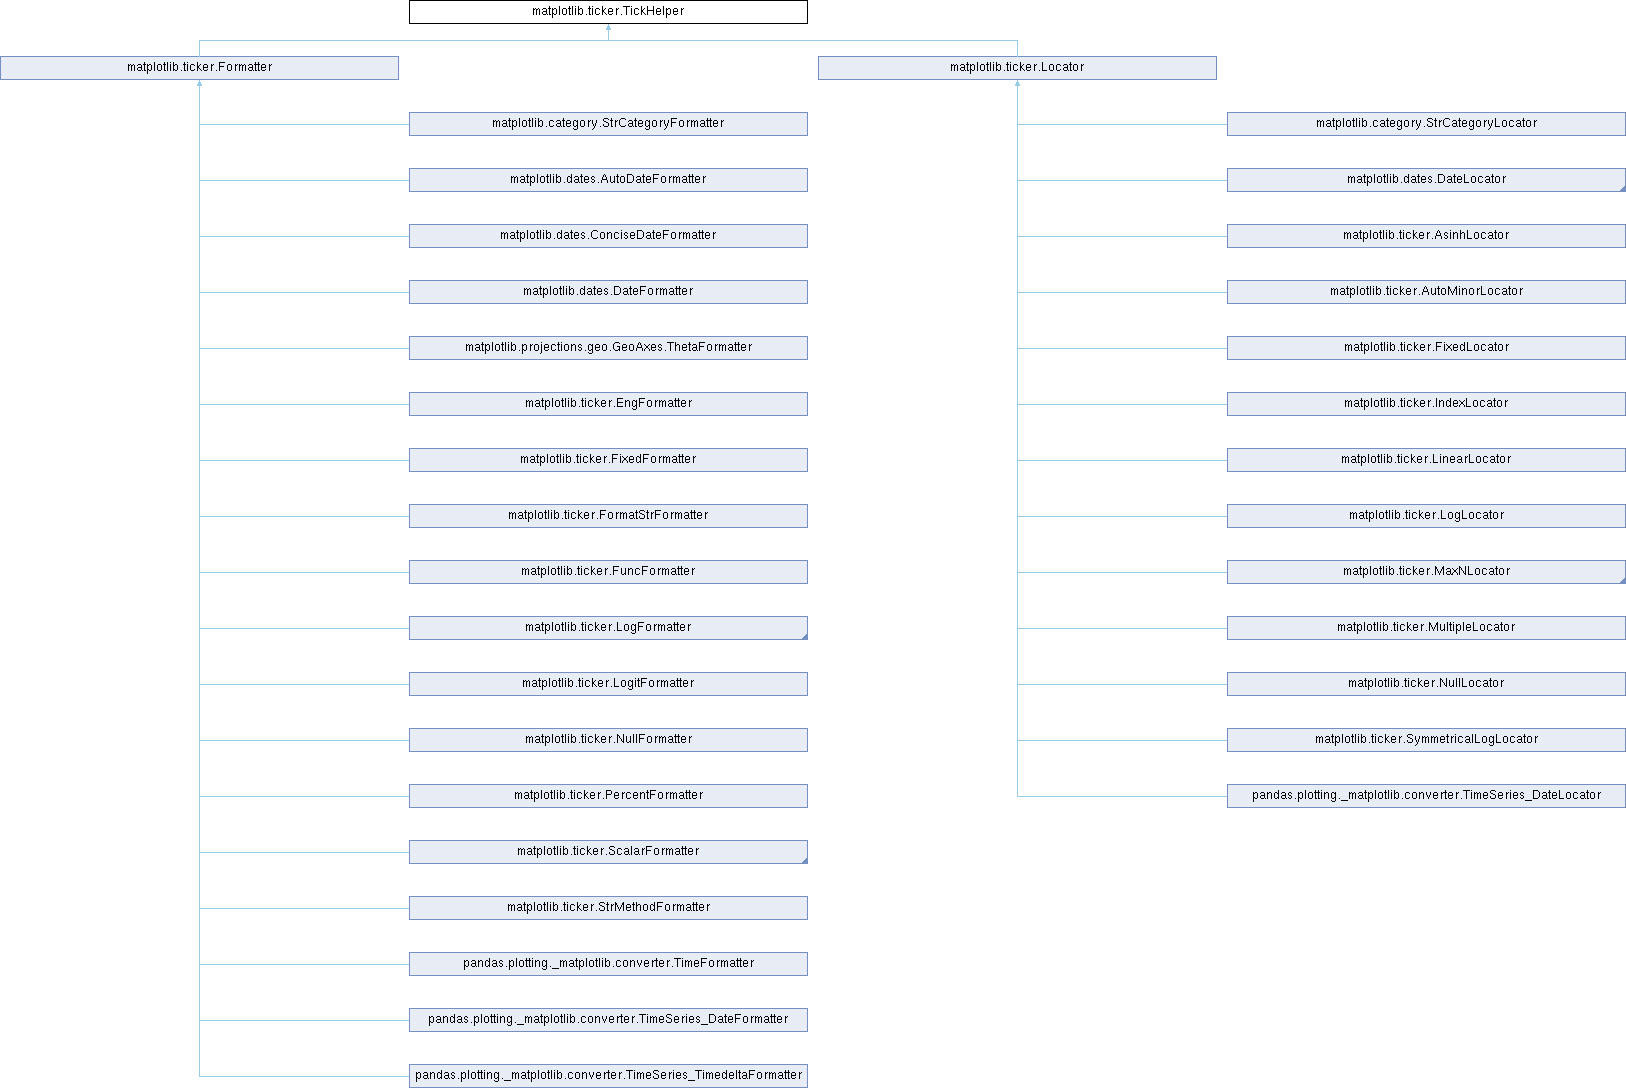 matplotlib.ticker.TickHelper
matplotlib.ticker.Formatter
matplotlib.ticker.Locator
matplotlib.category.StrCategoryFormatter
matplotlib.category.StrCategoryLocator
matplotlib.dates.AutoDateFormatter
matplotlib.dates.DateLocator
matplotlib.dates.ConciseDateFormatter
matplotlib.ticker.AsinhLocator
matplotlib.dates.DateFormatter
matplotlib.ticker.AutoMinorLocator
matplotlib.projections.geo.GeoAxes.ThetaFormatter
matplotlib.ticker.FixedLocator
matplotlib.ticker.EngFormatter
matplotlib.ticker.IndexLocator
matplotlib.ticker.FixedFormatter
matplotlib.ticker.LinearLocator
matplotlib.ticker.FormatStrFormatter
matplotlib.ticker.LogLocator
matplotlib.ticker.FuncFormatter
matplotlib.ticker.MaxNLocator
matplotlib.ticker.LogFormatter
matplotlib.ticker.MultipleLocator
matplotlib.ticker.LogitFormatter
matplotlib.ticker.NullLocator
matplotlib.ticker.NullFormatter
matplotlib.ticker.SymmetricalLogLocator
matplotlib.ticker.PercentFormatter
pandas.plotting._matplotlib.converter.TimeSeries_DateLocator
matplotlib.ticker.ScalarFormatter
matplotlib.ticker.StrMethodFormatter
pandas.plotting._matplotlib.converter.TimeFormatter
pandas.plotting._matplotlib.converter.TimeSeries_DateFormatter
pandas.plotting._matplotlib.converter.TimeSeries_TimedeltaFormatter